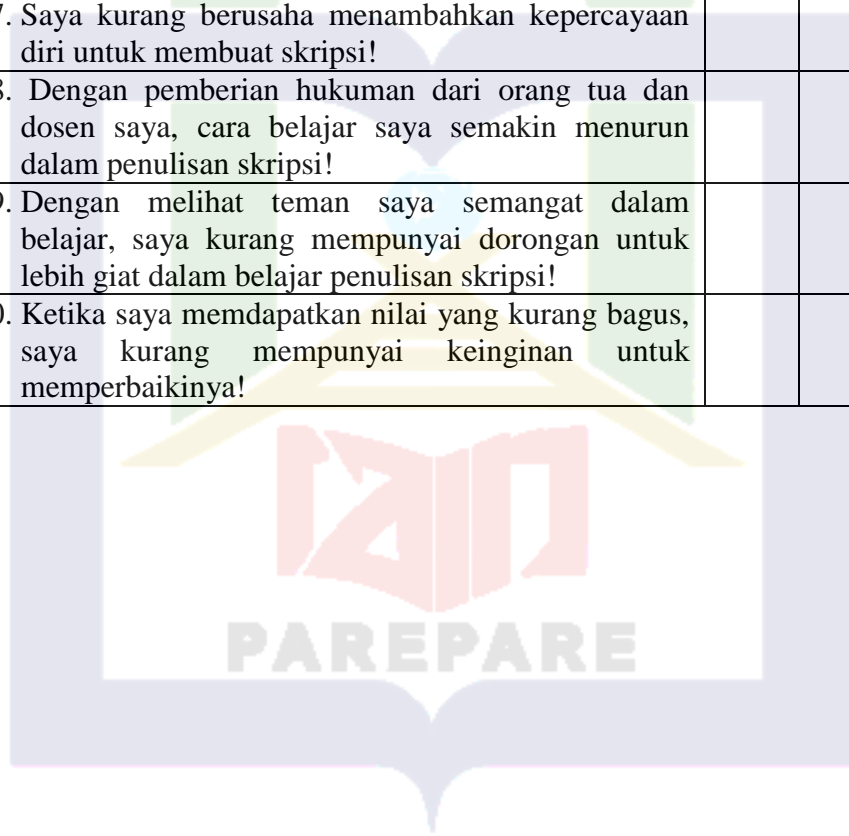 7. Saya kurang berusaha menambahkan kepercayaan
diri untuk membuat skripsi!
8. Dengan pemberian hukuman dari orang tua dan
dosen saya, cara belajar saya semakin menurun
dalam penulisan skripsi!
9. Dengan melihat teman saya semangat dalam
belajar, saya kurang mempunyai dorongan untuk
lebih giat dalam belajar penulisan skripsi!
0. Ketika saya memdapatkan nilai yang kurang bagus,
saya kurang mempunyai keinginan untuk
memperbaikinya!
iain
PAREPARE